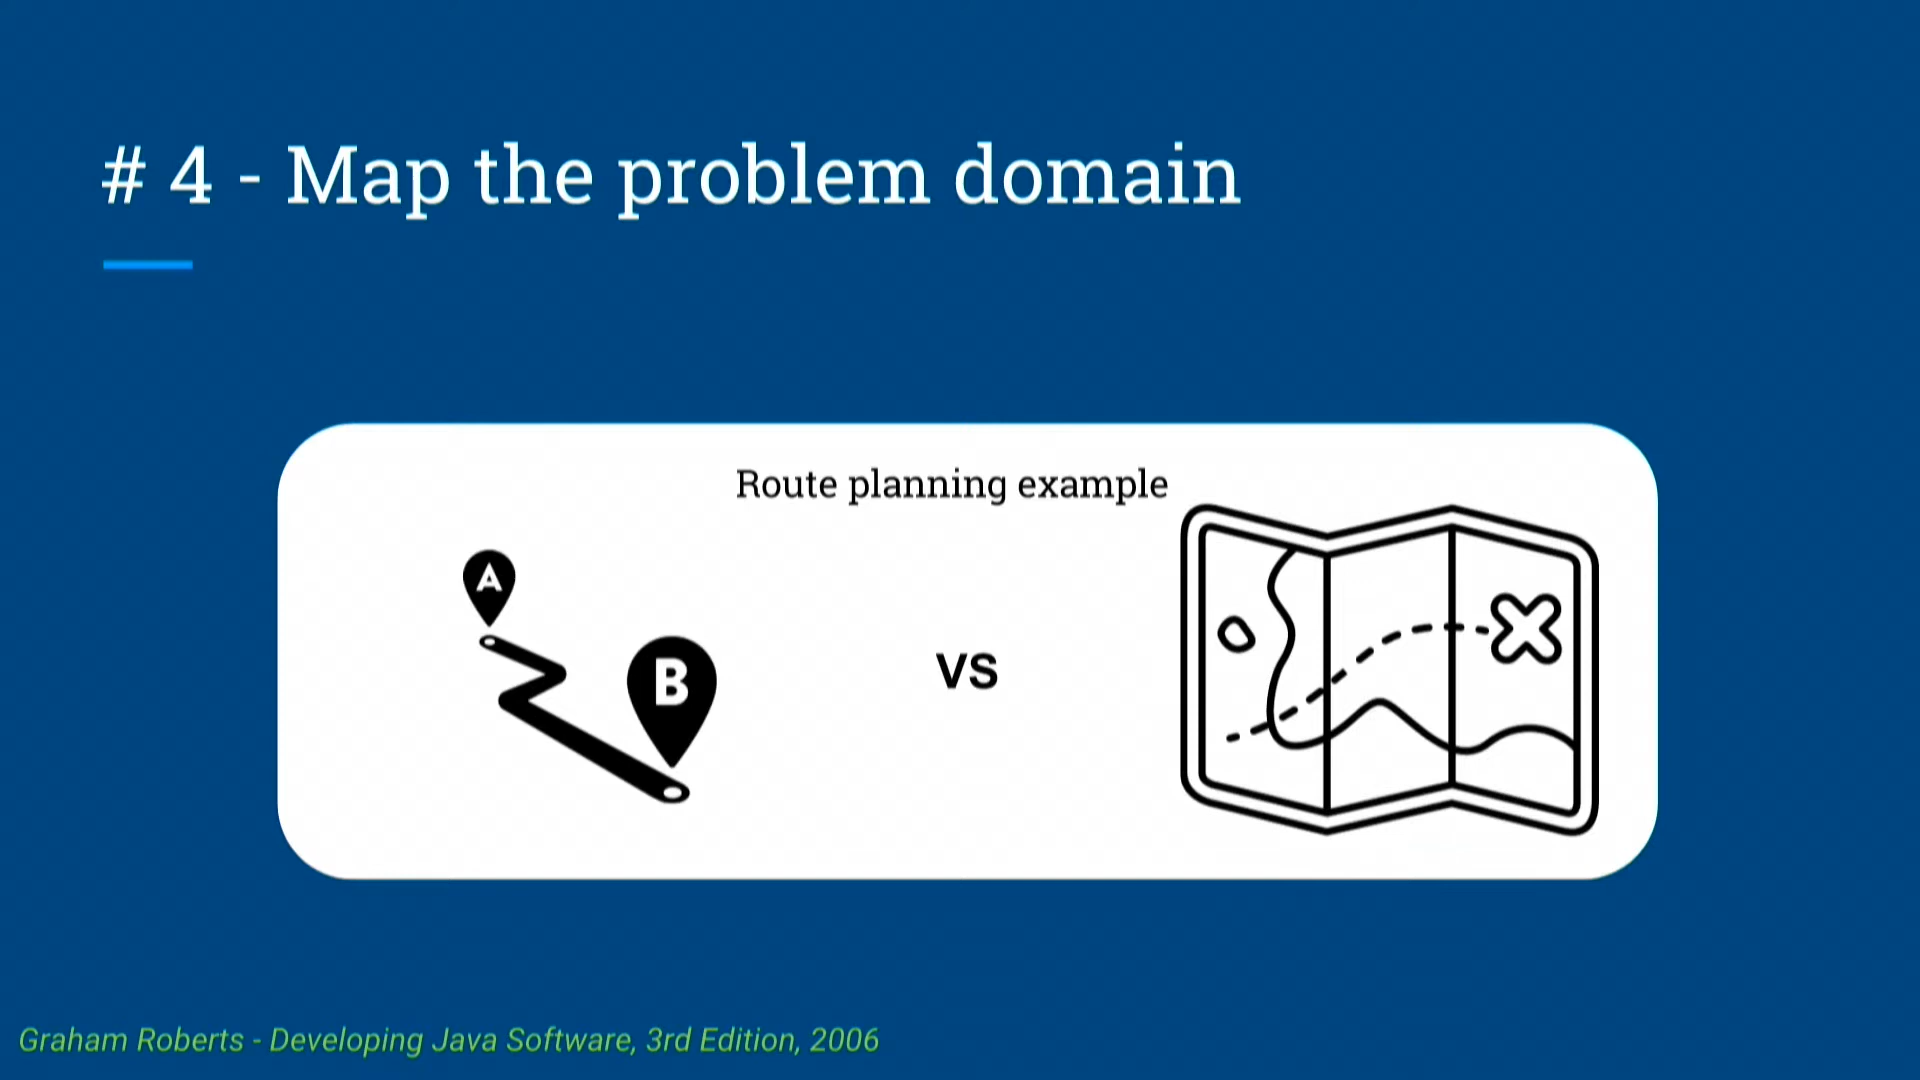 # 4 - Map the problem domain
Route planning example
A
B
VS
Graham Roberts - Developing Java Software, 3rd Edition, 2006